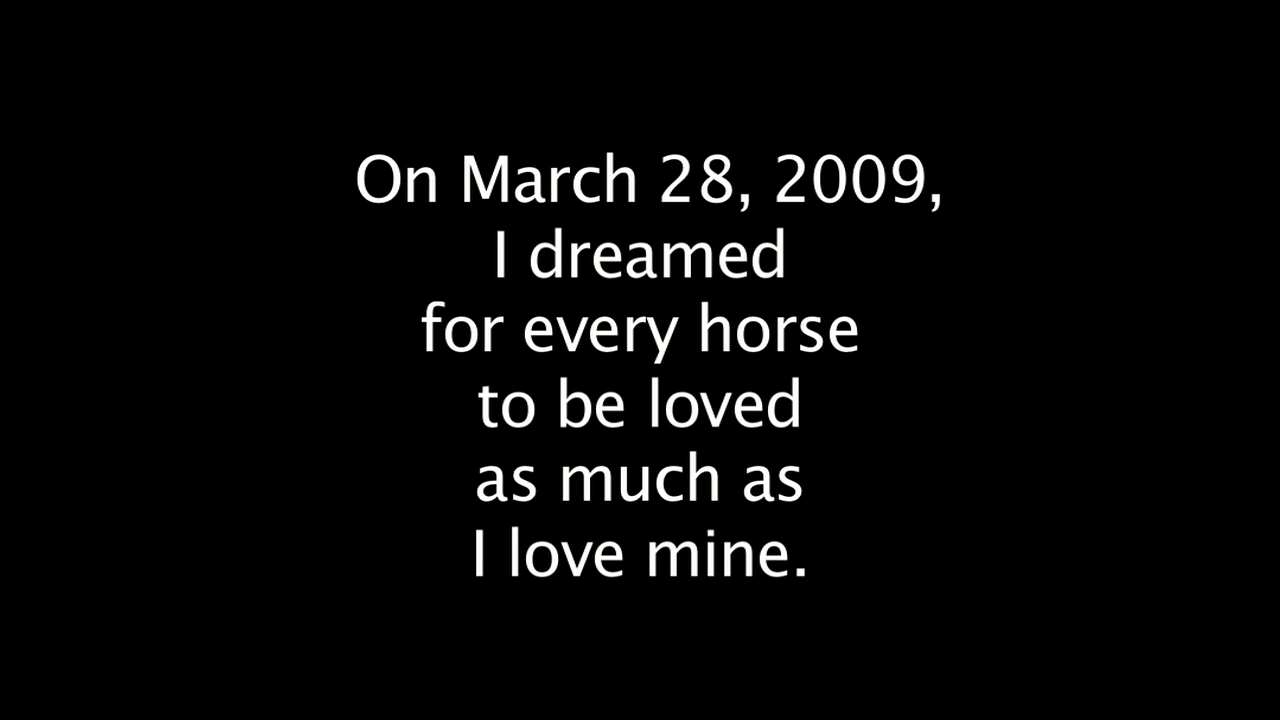 On March 28, 2009,
I dreamed
for every horse
to be loved
as much as
I love mine.